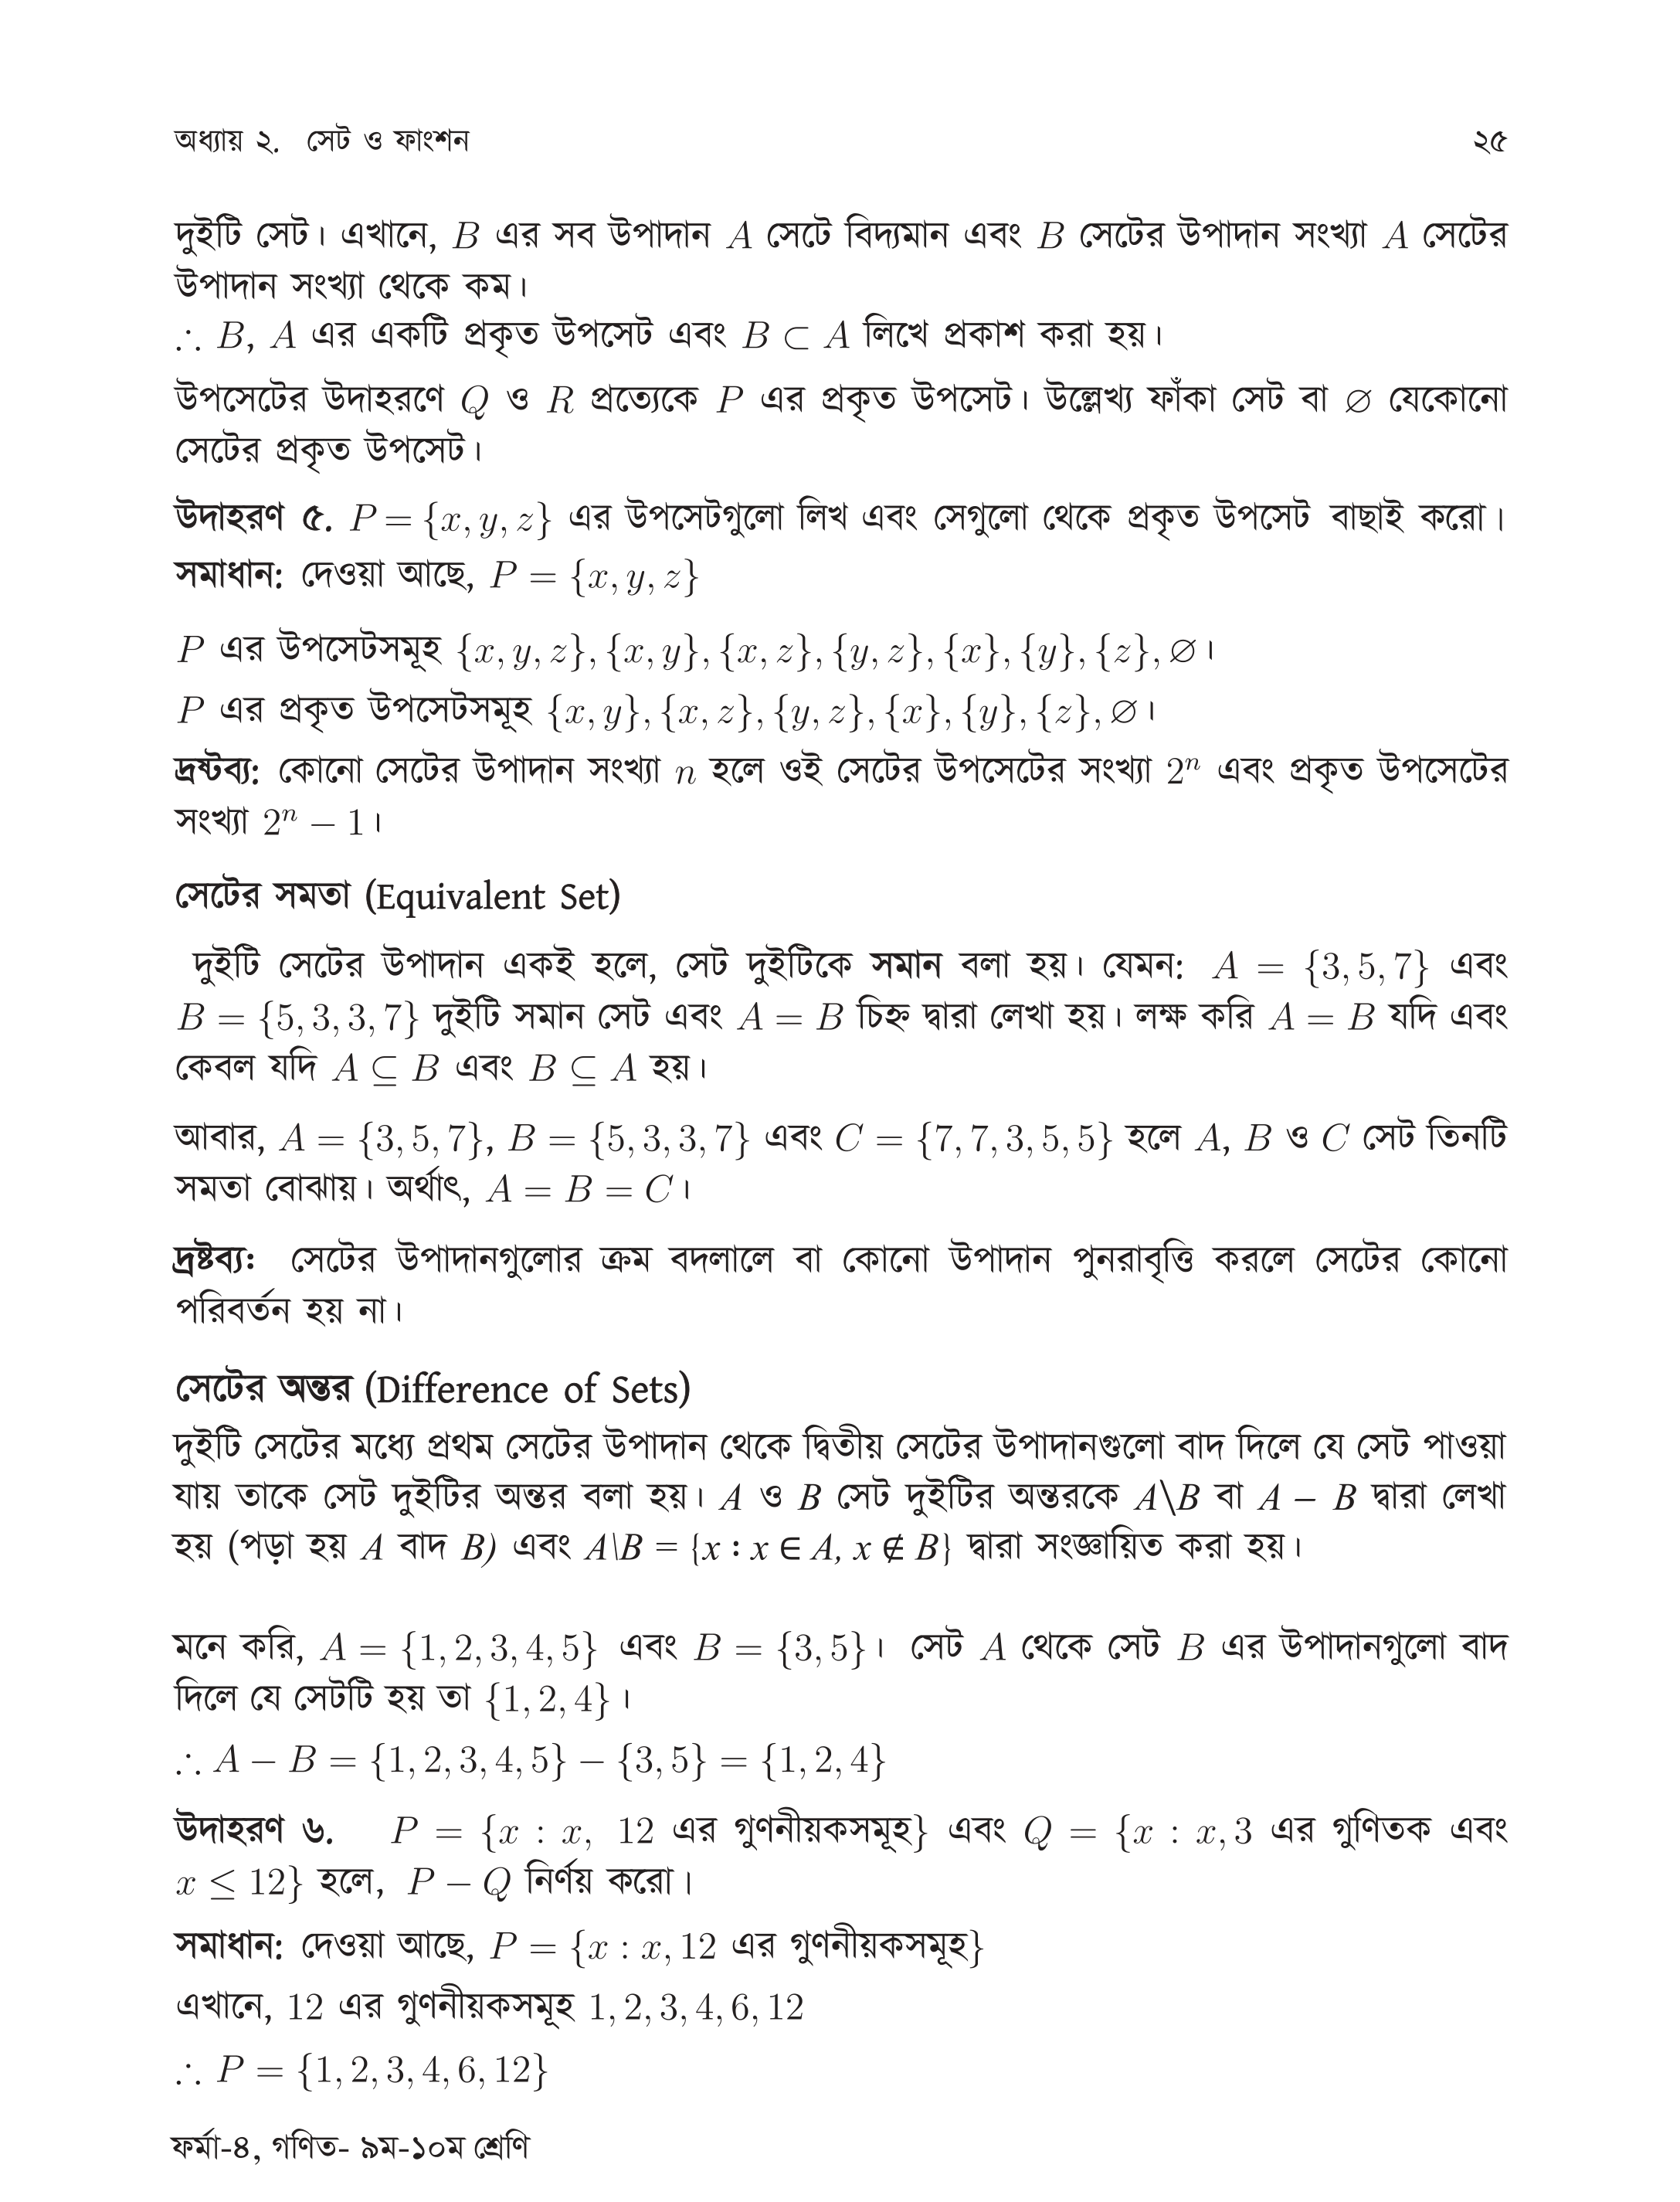 অধ্যায় ২. সেট ও ফাংশন ২৫
দুইটি সেট। এখানে, B এর সব উপাদান A সেটে বিদ্যমান এবং B সেটের উপাদান সংখ্যা A সেটের
উপাদান সংখ্যা থেকে কম।
∴ B, A এর একটি প্রকৃত উপসেট এবং B ⊂ A লিখে প্রকাশ করা হয়।
উপসেটের উদাহরণে Q ও R প্রত্যেকে P এর প্রকৃত উপসেট। উল্লেখ্য ফাঁকা সেট বা ∅ যেকোনো
সেটের প্রকৃত উপসেট।
উদাহরণ ৫. P = {x, y, z} এর উপসেটগুলো লিখ এবং সেগুলো থেকে প্রকৃত উপসেট বাছাই করো।
সমাধান: দেওয়া আছে, P = {x, y, z}
P এর উপসেটসমূহ {x, y, z}, {x, y}, {x, z}, {y, z}, {x}, {y}, {z}, ∅।
P এর প্রকৃত উপসেটসমূহ {x, y}, {x, z}, {y, z}, {x}, {y}, {z}, ∅।
দ্রষ্টব্য: কোনো সেটের উপাদান সংখ্যা n হলে ওই সেটের উপসেটের সংখ্যা 2ⁿ এবং প্রকৃত উপসেটের
সংখ্যা 2ⁿ − 1।
সেটের সমতা (Equivalent Set)
দুইটি সেটের উপাদান একই হলে, সেট দুইটিকে সমান বলা হয়। যেমন: A = {3, 5, 7} এবং
B = {5, 3, 3, 7} দুইটি সমান সেট এবং A = B চিহ্ন দ্বারা লেখা হয়। লক্ষ করি A = B যদি এবং
কেবল যদি A ⊆ B এবং B ⊆ A হয়।
আবার, A = {3, 5, 7}, B = {5, 3, 3, 7} এবং C = {7, 7, 3, 5, 5} হলে A, B ও C সেট তিনটি
সমতা বোঝায়। অর্থাৎ, A = B = C।
দ্রষ্টব্য: সেটের উপাদানগুলোর ক্রম বদলালে বা কোনো উপাদান পুনরাবৃত্তি করলে সেটের কোনো
পরিবর্তন হয় না।
সেটের অন্তর (Difference of Sets)
দুইটি সেটের মধ্যে প্রথম সেটের উপাদান থেকে দ্বিতীয় সেটের উপাদানগুলো বাদ দিলে যে সেট পাওয়া
যায় তাকে সেট দুইটির অন্তর বলা হয়। A ও B সেট দুইটির অন্তরকে A\B বা A – B দ্বারা লেখা
হয় (পড়া হয় A বাদ B) এবং A\B = {x : x ∈ A, x ∉ B} দ্বারা সংজ্ঞায়িত করা হয়।
মনে করি, A = {1, 2, 3, 4, 5} এবং B = {3, 5}। সেট A থেকে সেট B এর উপাদানগুলো বাদ
দিলে যে সেটটি হয় তা {1, 2, 4}।
∴ A − B = {1, 2, 3, 4, 5} − {3, 5} = {1, 2, 4}
উদাহরণ ৬. P = {x : x, 12 এর গুণনীয়কসমূহ} এবং Q = {x : x, 3 এর গুণিতক এবং
x ≤ 12} হলে, P − Q নির্ণয় করো।
সমাধান: দেওয়া আছে, P = {x : x, 12 এর গুণনীয়কসমূহ}
এখানে, 12 এর গুণনীয়কসমূহ 1, 2, 3, 4, 6, 12
∴ P = {1, 2, 3, 4, 6, 12}
ফর্মা-৪, গণিত- ৯ম-১০ম শ্রেণি